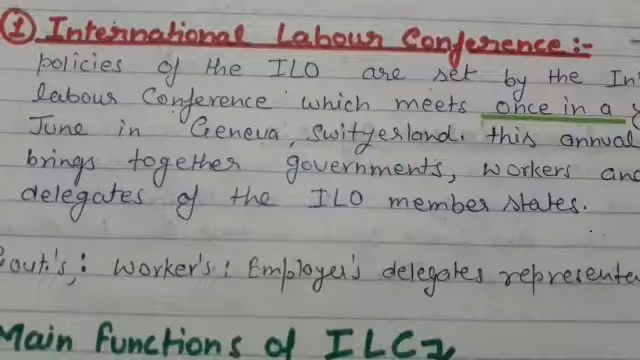 ① International Labour Conference:-
policies of the ILO are set by the
labour Conference which meets once in a
June in Geneva, Switzerland. this annual
brings together governments, workers and
delegates of the ILO member states.
Worker's : Employer's delegates
Main functions of ILC